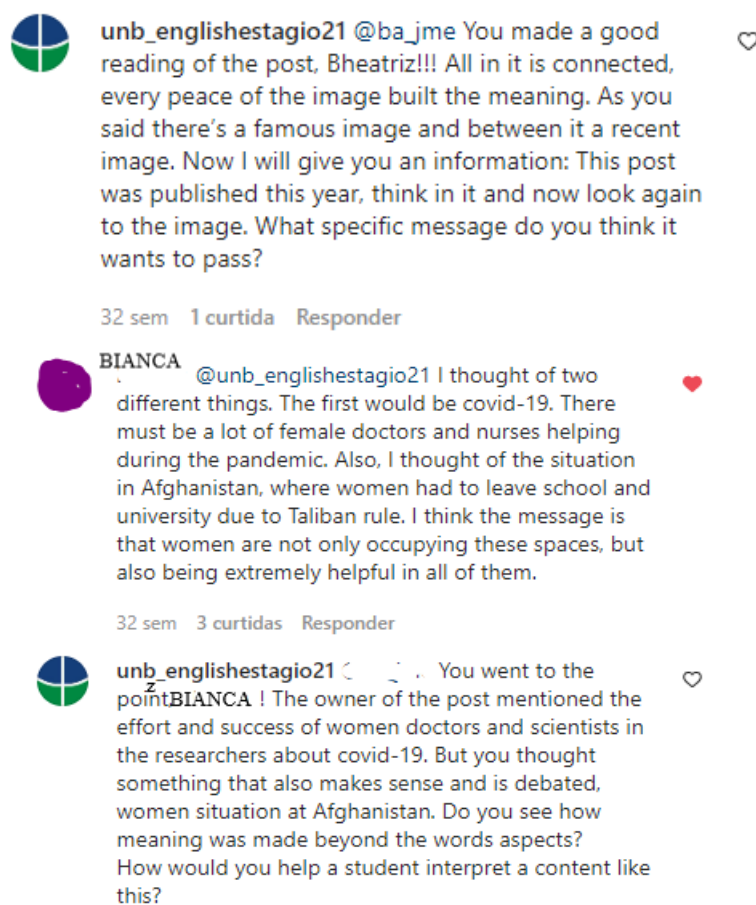 unb_englishestagio21 @ba_jme You made a good
reading of the post, Bheatriz!!! All in it is connected,
every peace of the image built the meaning. As you
said there's a famous image and between it a recent
image. Now I will give you an information: This post
was published this year, think in it and now look again
to the image. What specific message do you think it
wants to pass?
32 sem 1 curtida Responder
BIANCA
@unb_englishestagio21 I thought of two
different things. The first would be covid-19. There
must be a lot of female doctors and nurses helping
during the pandemic. Also, I thought of the situation
in Afghanistan, where women had to leave school and
university due to Taliban rule. I think the message is
that women are not only occupying these spaces, but
also being extremely helpful in all of them.
32 sem 3 curtidas Responder
unb_englishestagio21 You went to the
z
pointBIANCA ! The owner of the post mentioned the
effort and success of women doctors and scientists in
the researchers about covid-19. But you thought
something that also makes sense and is debated,
women situation at Afghanistan. Do you see how
meaning was made beyond the words aspects?
How would you help a student interpret a content like
this?